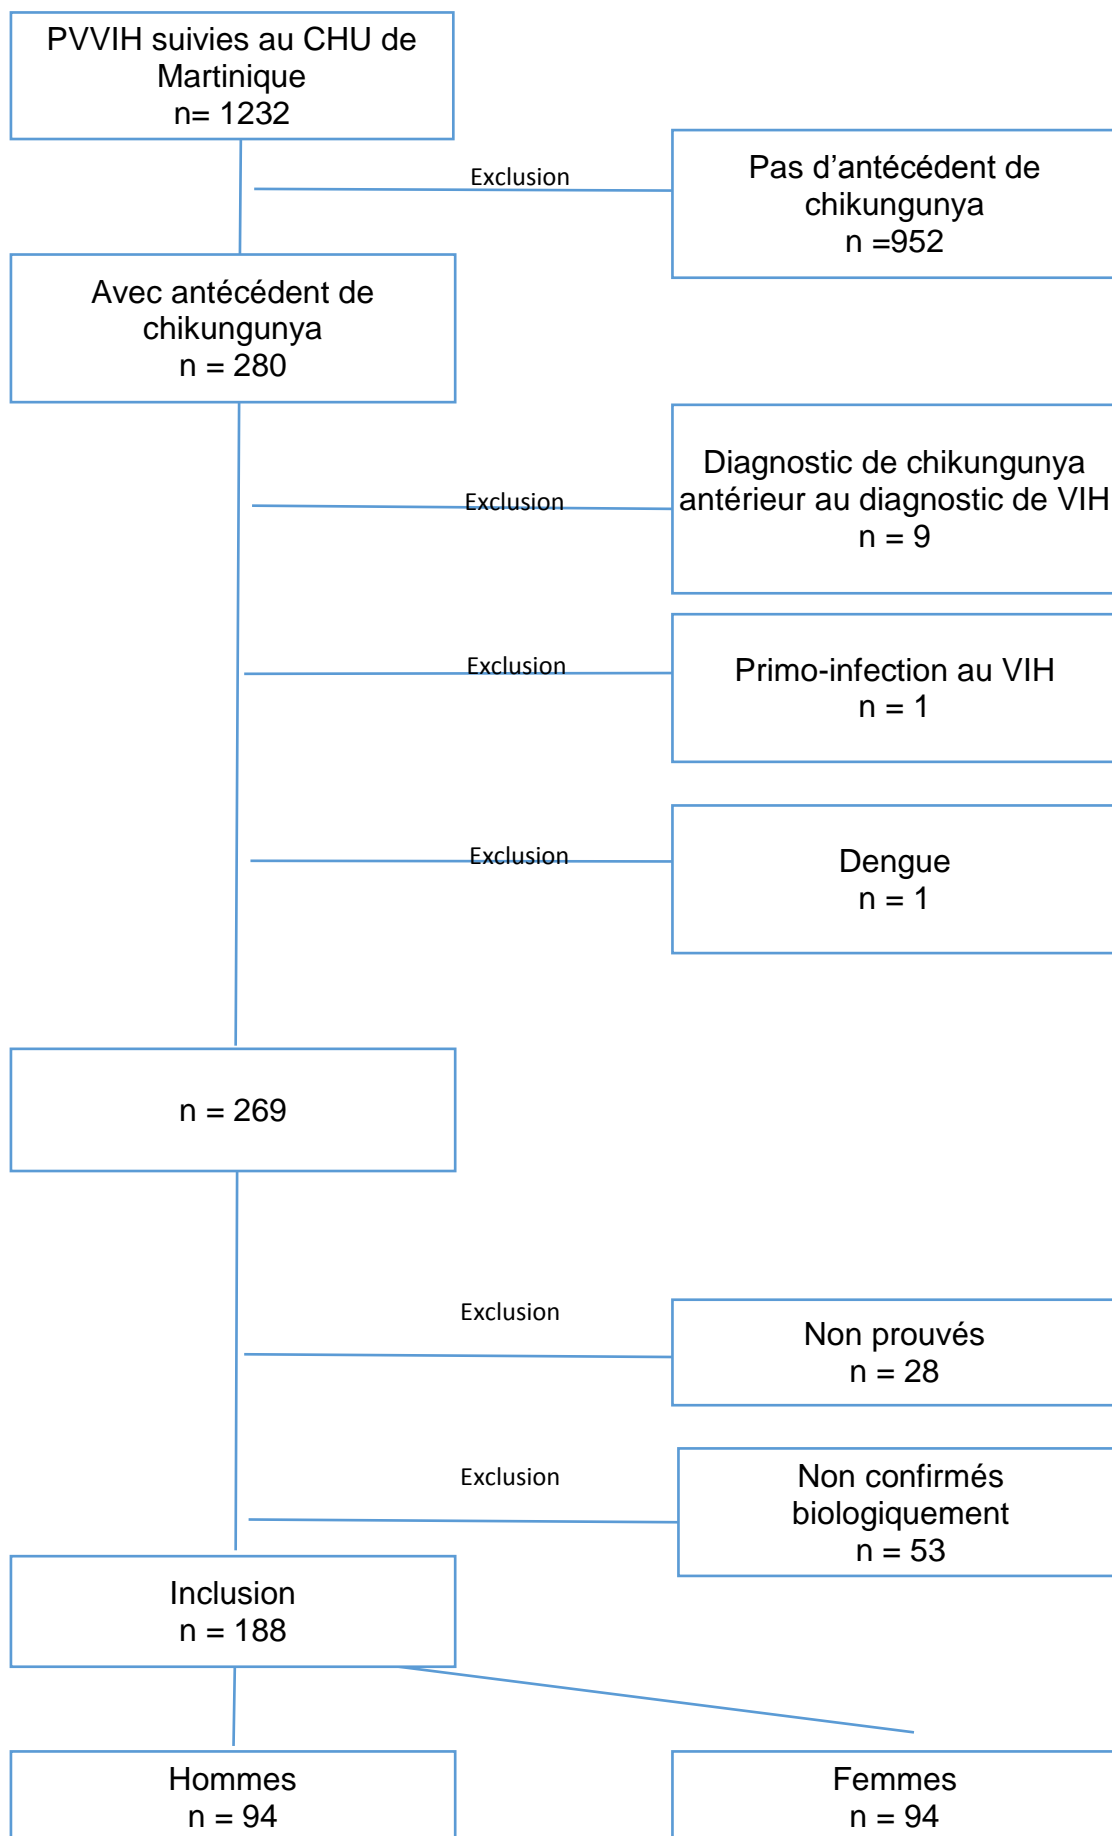 PVVIH suivies au CHU de
Martinique
n= 1232
Exclusion
Pas d'antécédent de
chikungunya
n =952
Avec antécédent de
chikungunya
n = 280
Exclusion
Diagnostic de chikungunya
antérieur au diagnostic de VIH
n = 9
Exclusion
Primo-infection au VIH
n = 1
Exclusion
Dengue
n = 1
n = 269
Exclusion
Non prouvés
n = 28
Exclusion
Non confirmés
biologiquement
n = 53
Inclusion
n = 188
Hommes
n = 94
Femmes
n = 94